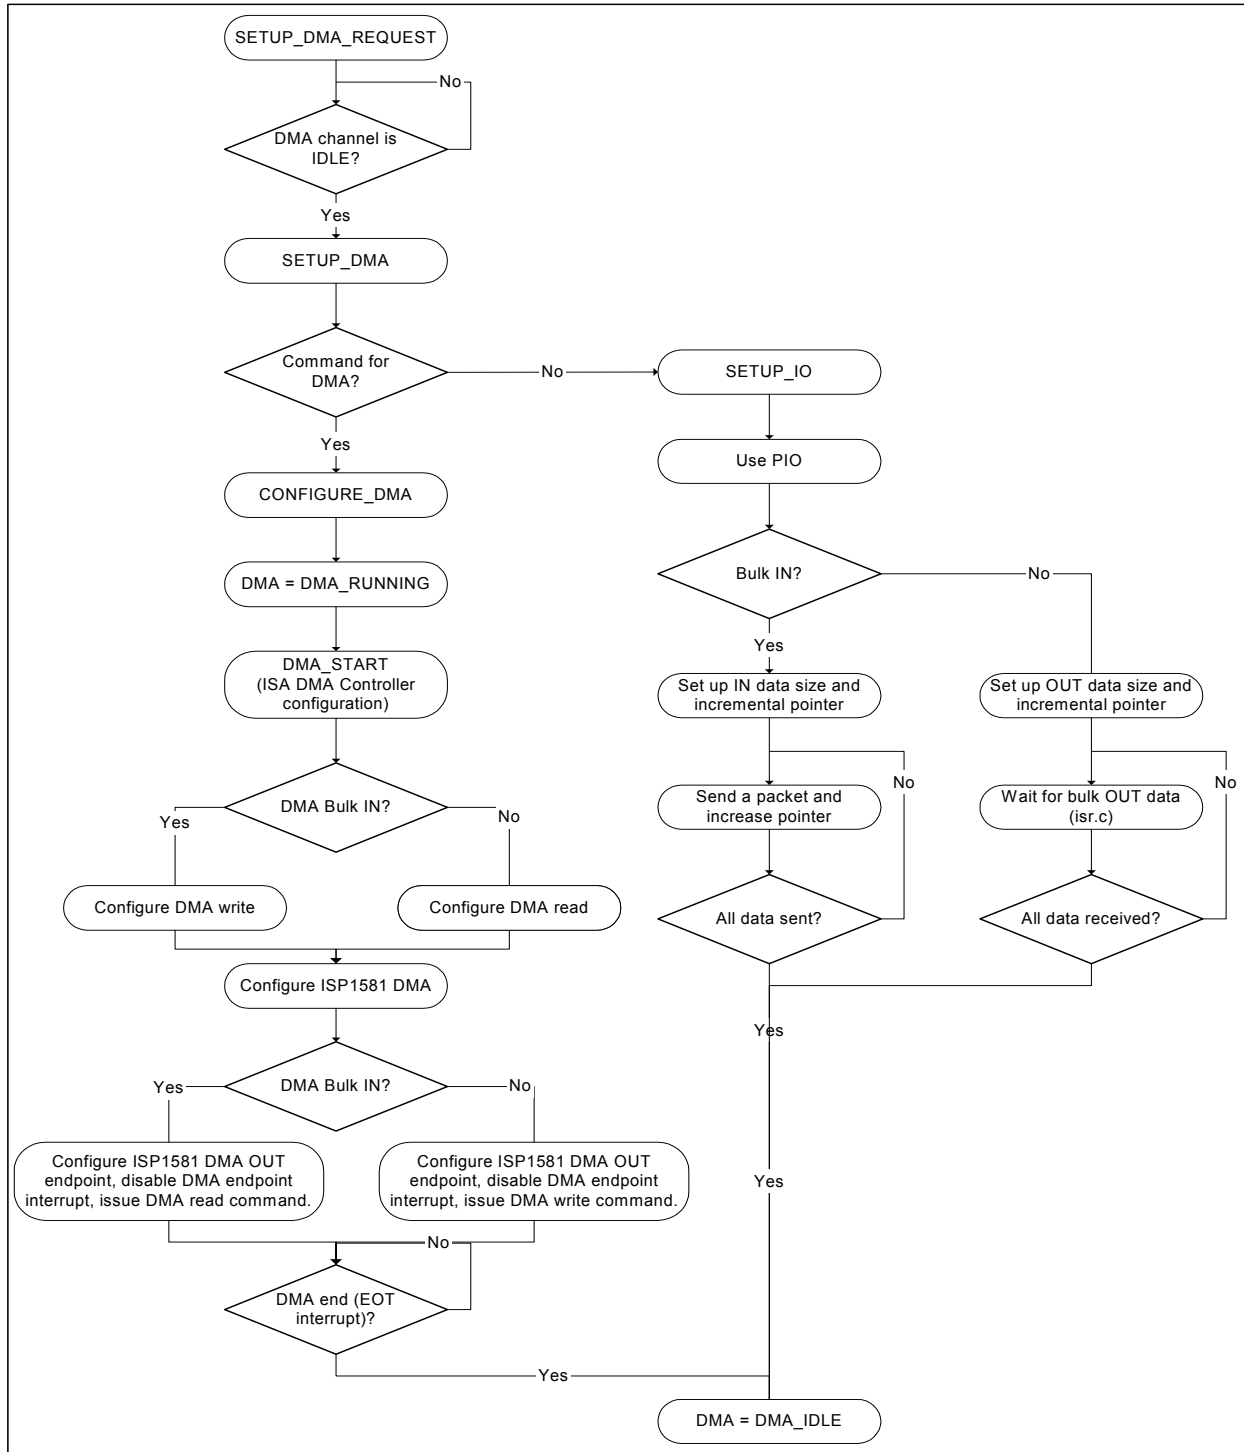 SETUP_DMA_REQUEST
No
DMA channel is
IDLE?
Yes
SETUP_DMA
Command for
DMA?
No
SETUP_IO
Yes
Use PIO
CONFIGURE_DMA
Bulk IN?
No
DMA = DMA_RUNNING
Yes
DMA_START
(ISA DMA Controller
configuration)
Set up IN data size and
incremental pointer
Set up OUT data size and
incremental pointer
No
No
DMA Bulk IN?
Yes
No
Send a packet and
increase pointer
Wait for bulk OUT data
(isr.c)
Configure DMA write
Configure DMA read
All data sent?
All data received?
Configure ISP1581 DMA
Yes
DMA Bulk IN?
Yes
No
Configure ISP1581 DMA OUT
endpoint, disable DMA endpoint
interrupt, issue DMA read command.
Configure ISP1581 DMA OUT
endpoint, disable DMA endpoint
interrupt, issue DMA write command.
Yes
No
DMA end (EOT
interrupt)?
Yes
DMA = DMA_IDLE